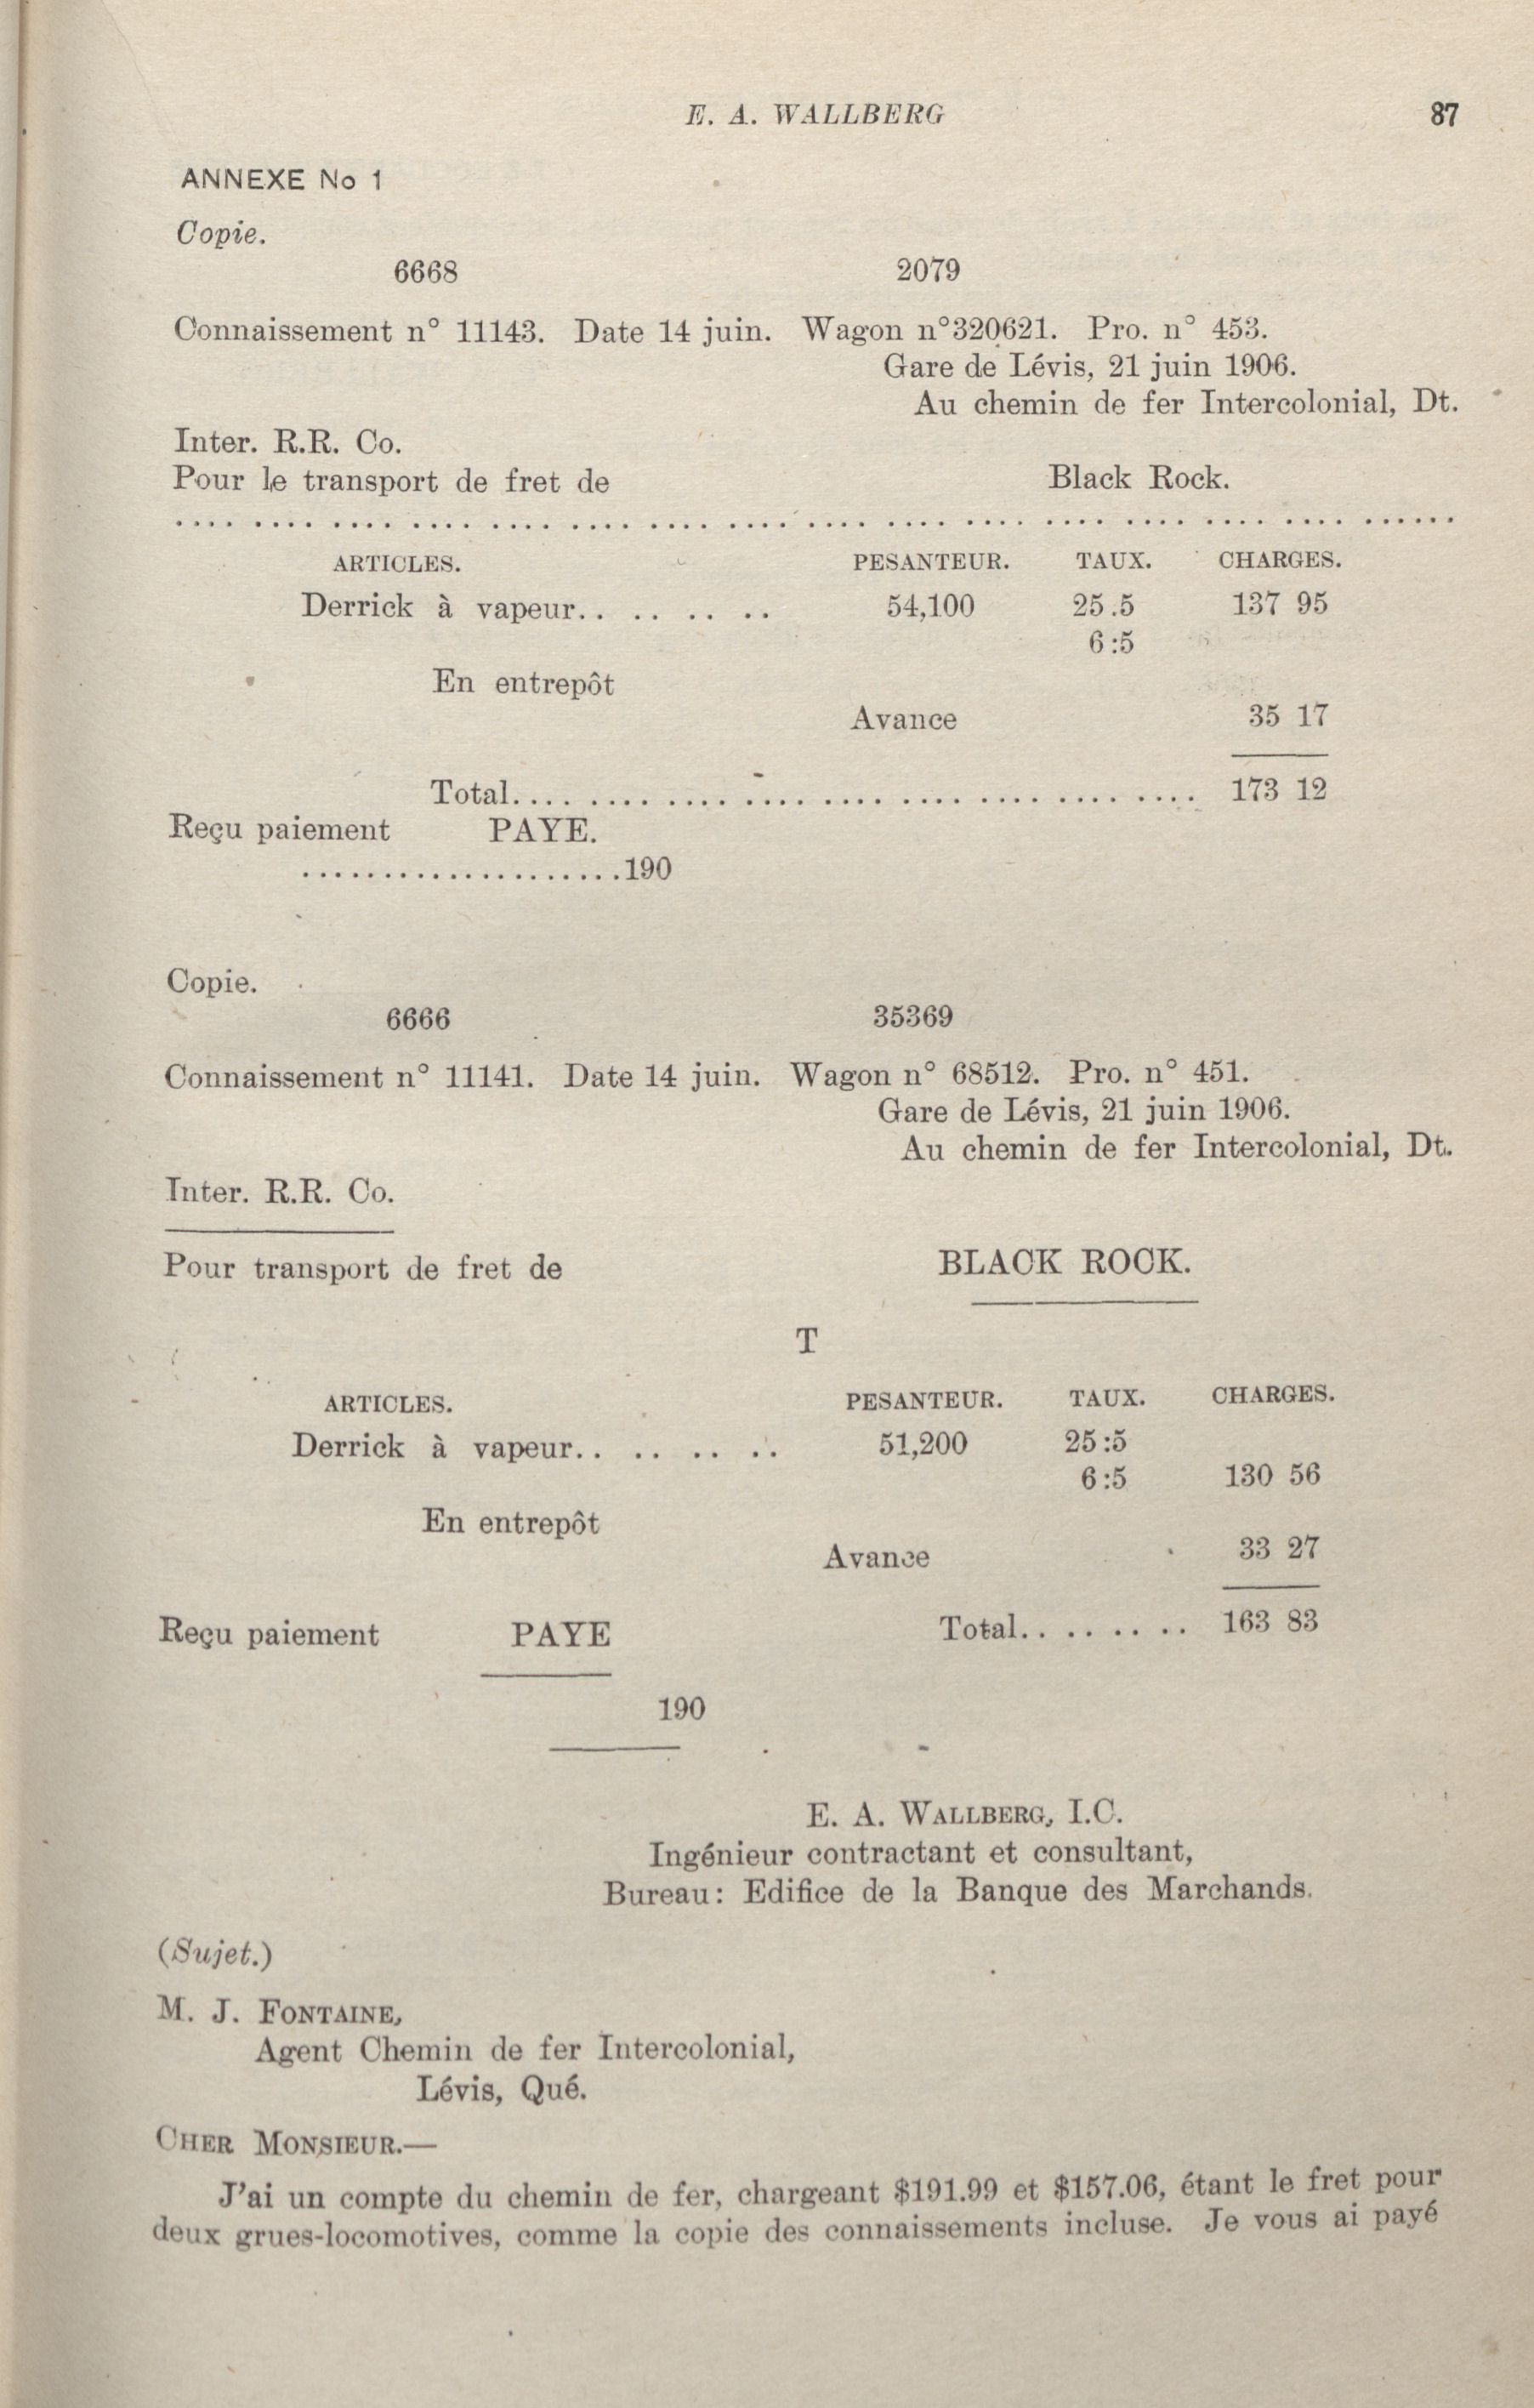 E. A. WALLBERG 87
ANNEXE No 1
Copie.
6668 2079
Connaissement n° 11143. Date 14 juin. Wagon n°320621. Pro. n° 453.
Gare de Lévis, 21 juin 1906.
Au chemin de fer Intercolonial, Dt.
Inter. R.R. Co.
Pour le transport de fret de Black Rock.
.... .... .... .... .... .... .... .... .... .... .... .... .... .... .... ......
ARTICLES. PESANTEUR. TAUX. CHARGES.
Derrick à vapeur.. .. .. .. 54,100 25.5 137 95
6:5
En entrepôt
Avance 35 17
Total.... .... .... .... .... .... .... .... .... 173 12
Reçu paiement PAYE.
....................190
Copie.
6666 35369
Connaissement n° 11141. Date 14 juin. Wagon n° 68512. Pro. n° 451.
Gare de Lévis, 21 juin 1906.
Au chemin de fer Intercolonial, Dt.
Inter. R.R. Co.
Pour transport de fret de BLACK ROCK.
T
ARTICLES. PESANTEUR. TAUX. CHARGES.
Derrick à vapeur.. .. .. .. 51,200 25:5
6:5 130 56
En entrepôt
Avance 33 27
Reçu paiement PAYE Total.. .. .. .. 163 83
190
E. A. WALLBERG, I.C.
Ingénieur contractant et consultant,
Bureau: Edifice de la Banque des Marchands.
(Sujet.)
M. J. FONTAINE,
Agent Chemin de fer Intercolonial,
Lévis, Qué.
CHER MONSIEUR.—
J'ai un compte du chemin de fer, chargeant $191.99 et $157.06, étant le fret pour
deux grues-locomotives, comme la copie des connaissements incluse. Je vous ai payé